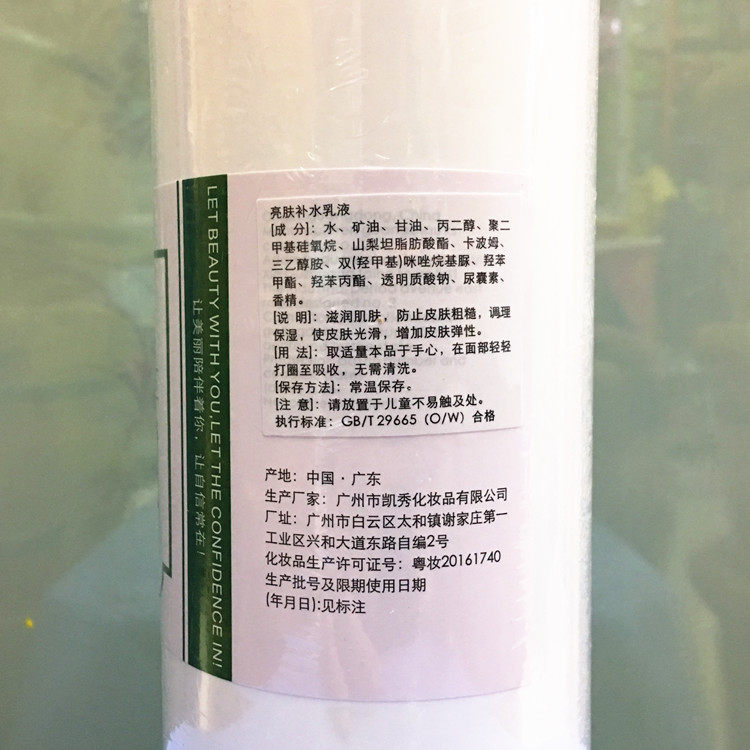 LET BEAUTY WITH YOU,LET THE CONFIDENCE IN!
让美丽陪伴着你，让自信常在！
亮肤补水乳液
[成 分]：水、矿油、甘油、丙二醇、聚二
甲基硅氧烷、山梨坦脂肪酸酯、卡波姆、
三乙醇胺、双(羟甲基)咪唑烷基脲、羟苯
甲酯、羟苯丙酯、透明质酸钠、尿囊素、
香精。
[说 明]：滋润肌肤，防止皮肤粗糙，调理
保湿，使皮肤光滑，增加皮肤弹性。
[用 法]：取适量本品于手心，在面部轻轻
打圈至吸收，无需清洗。
[保存方法]：常温保存。
[注 意]：请放置于儿童不易触及处。
执行标准：GB/T 29665（O/W）合格
产地：中国·广东
生产厂家：广州市凯秀化妆品有限公司
厂址：广州市白云区太和镇谢家庄第一
工业区兴和大道东路自编2号
化妆品生产许可证号：粤妆20161740
生产批号及限期使用日期
(年月日):见标注